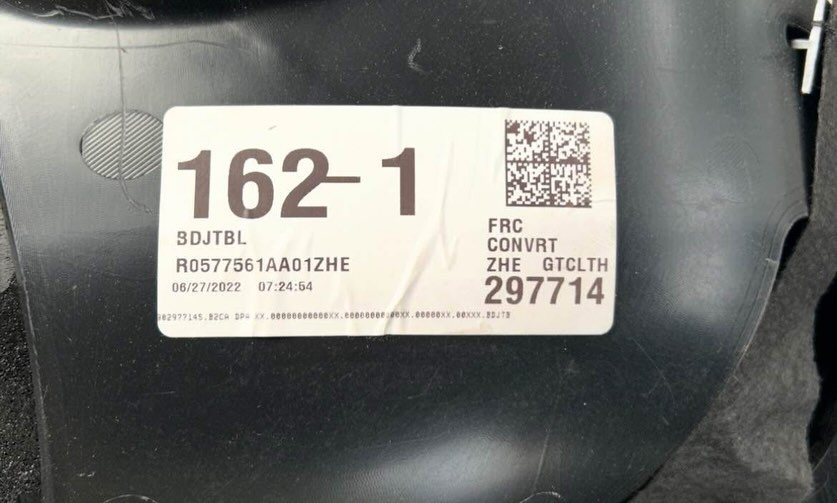 162-1
BDJTBL
R0577561AA01ZHE
06/27/2022 07:24:54
FRC
CONVRT
ZHE GTCLTH
297714